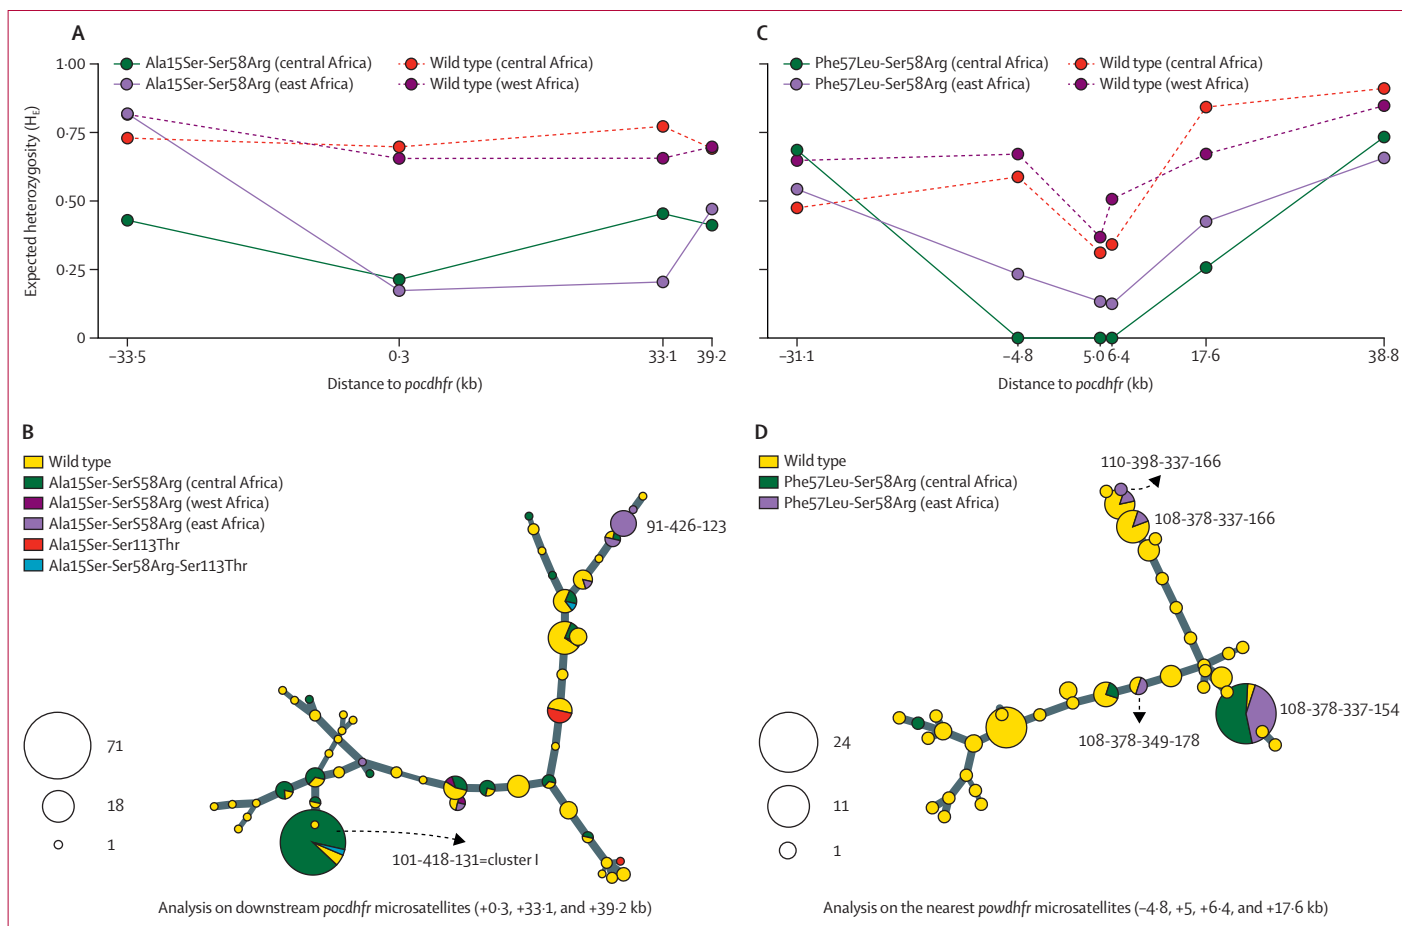 A
Ala15Ser-Ser58Arg (central Africa)
Ala15Ser-Ser58Arg (east Africa)
Wild type (central Africa)
Wild type (west Africa)
Expected heterozygosity (HE)
1·00
0·75
0·50
0·25
0
–33·5
0·3
33·1
39·2
Distance to pocdhfr (kb)
C
Phe57Leu-Ser58Arg (central Africa)
Phe57Leu-Ser58Arg (east Africa)
Wild type (central Africa)
Wild type (west Africa)
–31·1
–4·8
5·0
6·4
17·6
38·8
Distance to pocdhfr (kb)
B
Wild type
Ala15Ser-SerS58Arg (central Africa)
Ala15Ser-SerS58Arg (west Africa)
Ala15Ser-SerS58Arg (east Africa)
Ala15Ser-Ser113Thr
Ala15Ser-Ser58Arg-Ser113Thr
91-426-123
71
18
1
101-418-131=cluster I
Analysis on downstream pocdhfr microsatellites (+0·3, +33·1, and +39·2 kb)
D
Wild type
Phe57Leu-Ser58Arg (central Africa)
Phe57Leu-Ser58Arg (east Africa)
110-398-337-166
108-378-337-166
108-378-337-154
108-378-349-178
24
11
1
Analysis on the nearest powdhfr microsatellites (–4·8, +5, +6·4, and +17·6 kb)